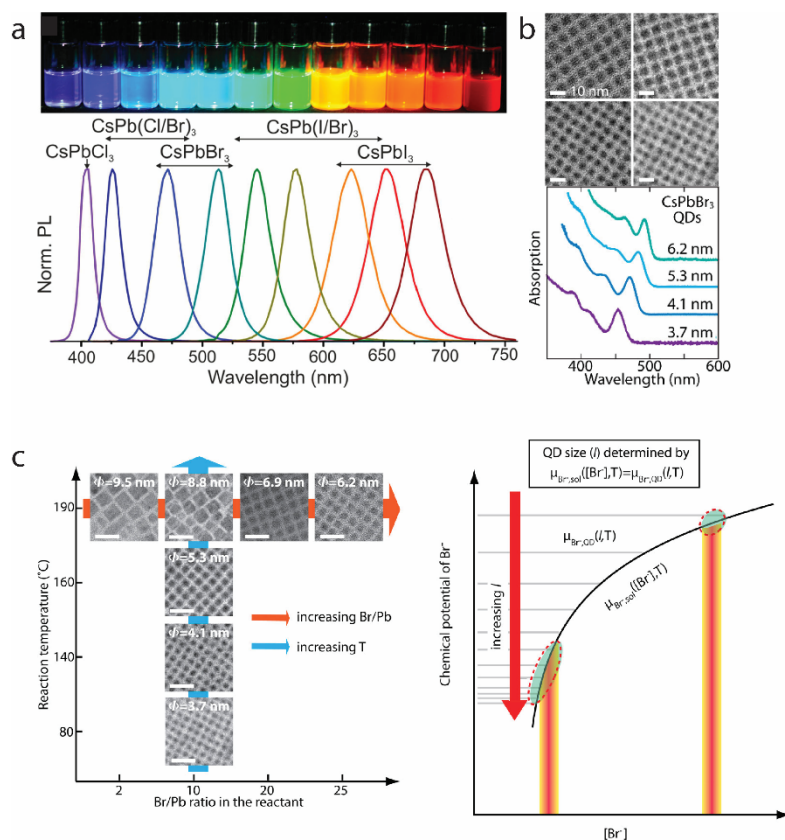 a
CsPb(Cl/Br)₃
CsPb(I/Br)₃
CsPbCl₃
CsPbBr₃
CsPbI₃
Norm. PL
400 450 500 550 600 650 700 750
Wavelength (nm)
b
10 nm
CsPbBr₃
QDs
6.2 nm
5.3 nm
4.1 nm
3.7 nm
Absorption
400 500 600
Wavelength (nm)
c
Φ=9.5 nm
Φ=8.8 nm
Φ=6.9 nm
Φ=6.2 nm
Φ=5.3 nm
Φ=4.1 nm
Φ=3.7 nm
190
160
140
80
Reaction temperature (˚C)
increasing Br/Pb
increasing T
2 10 20 25
Br/Pb ratio in the reactant
QD size (l) determined by
μBr⁻,sol([Br⁻],T)=μBr⁻,QD(l,T)
μBr⁻,QD(l,T)
μBr⁻,sol([Br⁻],T)
increasing l
Chemical potential of Br⁻
[Br⁻]